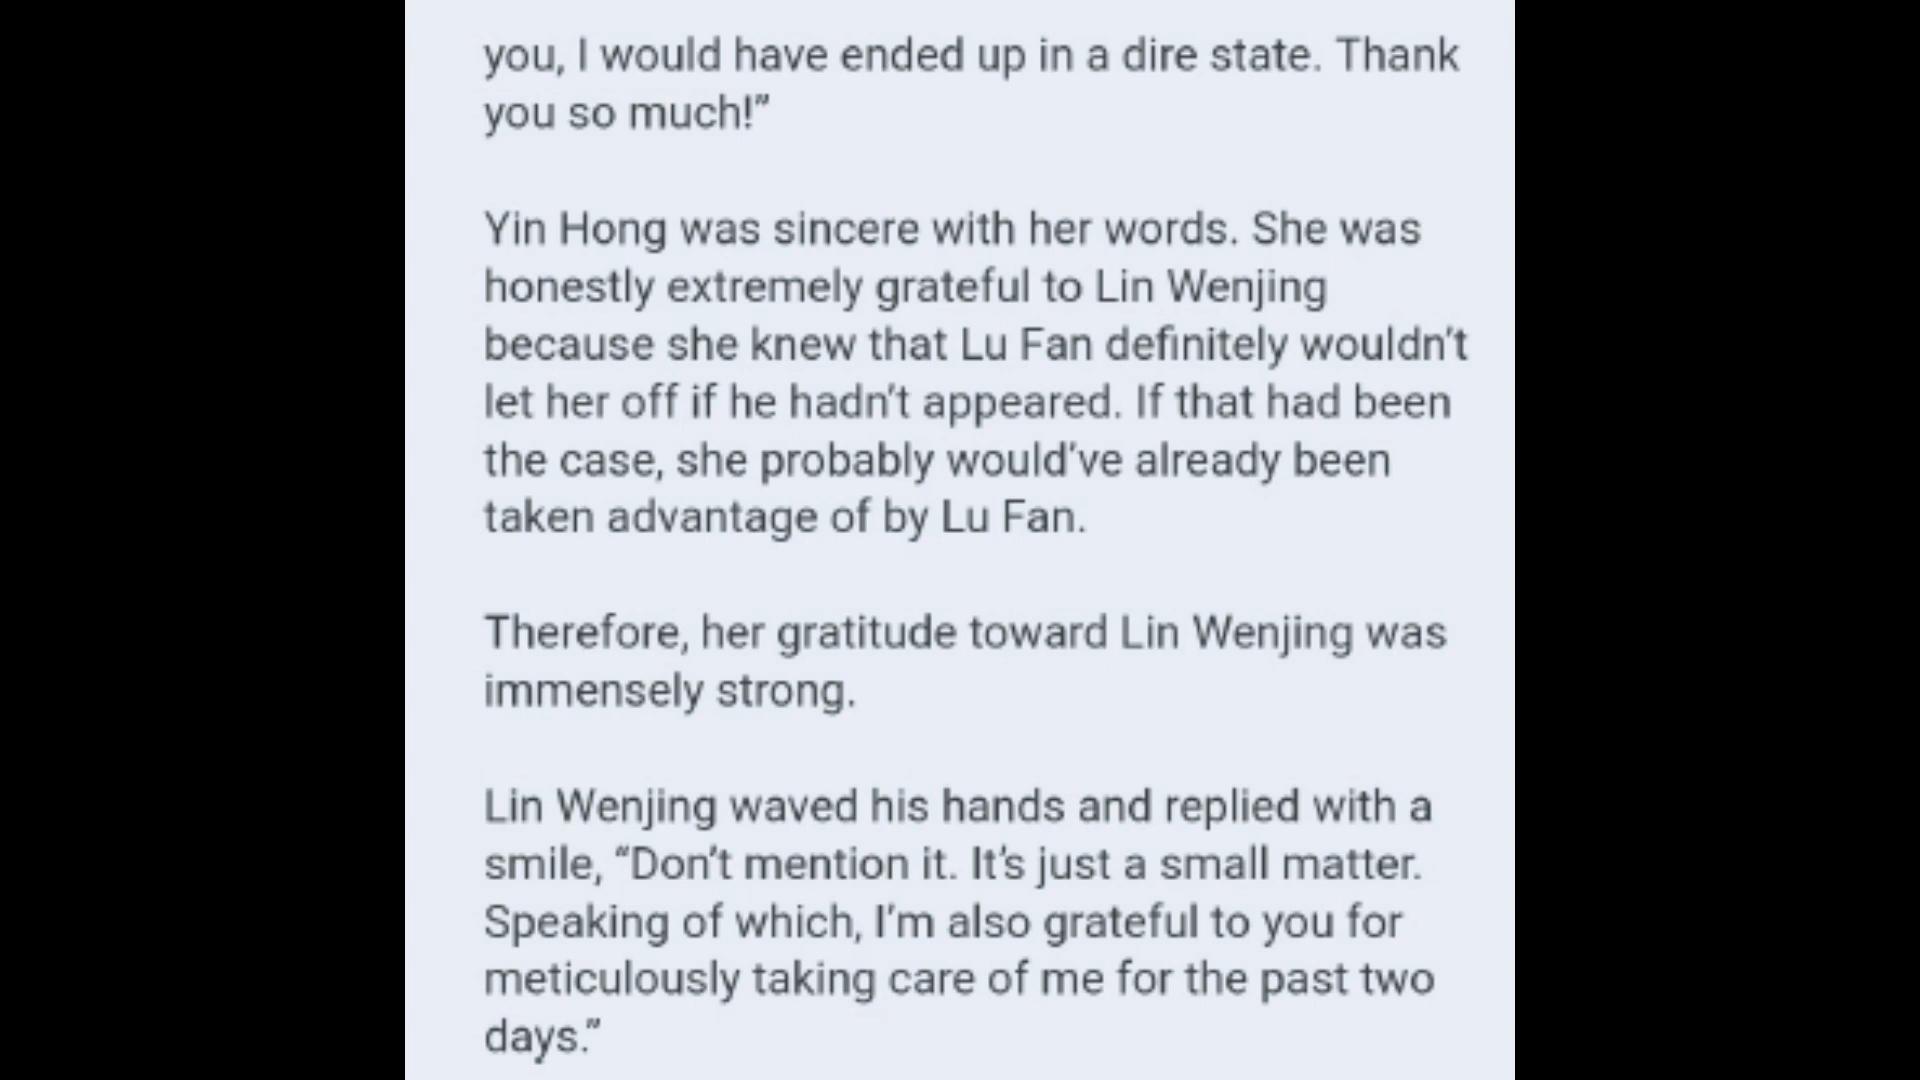 you, I would have ended up in a dire state. Thank
you so much!”
Yin Hong was sincere with her words. She was
honestly extremely grateful to Lin Wenjing
because she knew that Lu Fan definitely wouldn’t
let her off if he hadn’t appeared. If that had been
the case, she probably would’ve already been
taken advantage of by Lu Fan.
Therefore, her gratitude toward Lin Wenjing was
immensely strong.
Lin Wenjing waved his hands and replied with a
smile, “Don’t mention it. It’s just a small matter.
Speaking of which, I’m also grateful to you for
meticulously taking care of me for the past two
days.”